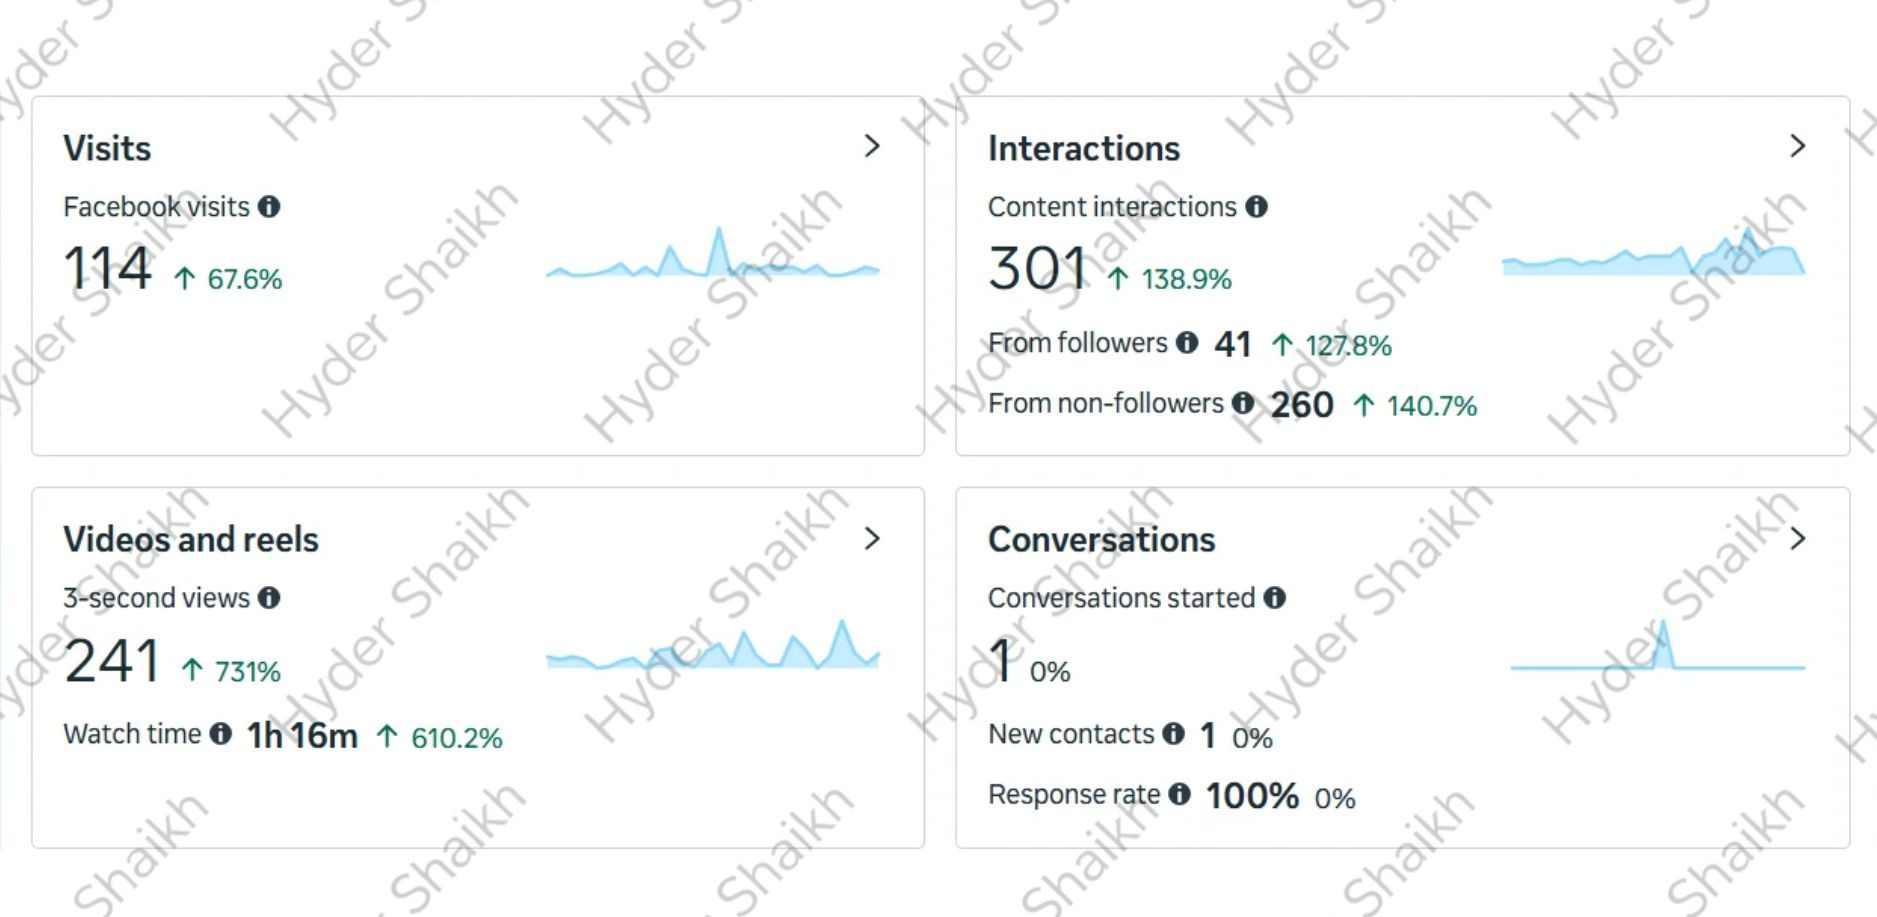 Visits
Facebook visits
114 ↑ 67.6%
Interactions
Content interactions
301 ↑ 138.9%
From followers 41 ↑ 127.8%
From non-followers 260 ↑ 140.7%
Videos and reels
3-second views
241 ↑ 731%
Watch time 1h 16m ↑ 610.2%
Conversations
Conversations started
1 0%
New contacts 1 0%
Response rate 100% 0%
Hyder Shaikh